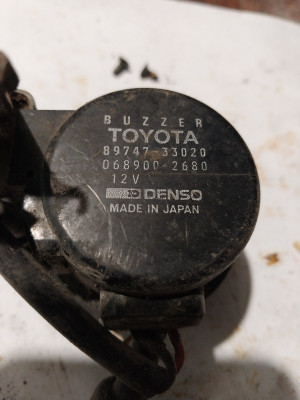 BUZZER
TOYOTA
89747-33020
068900-2680
12V
DENSO
MADE IN JAPAN